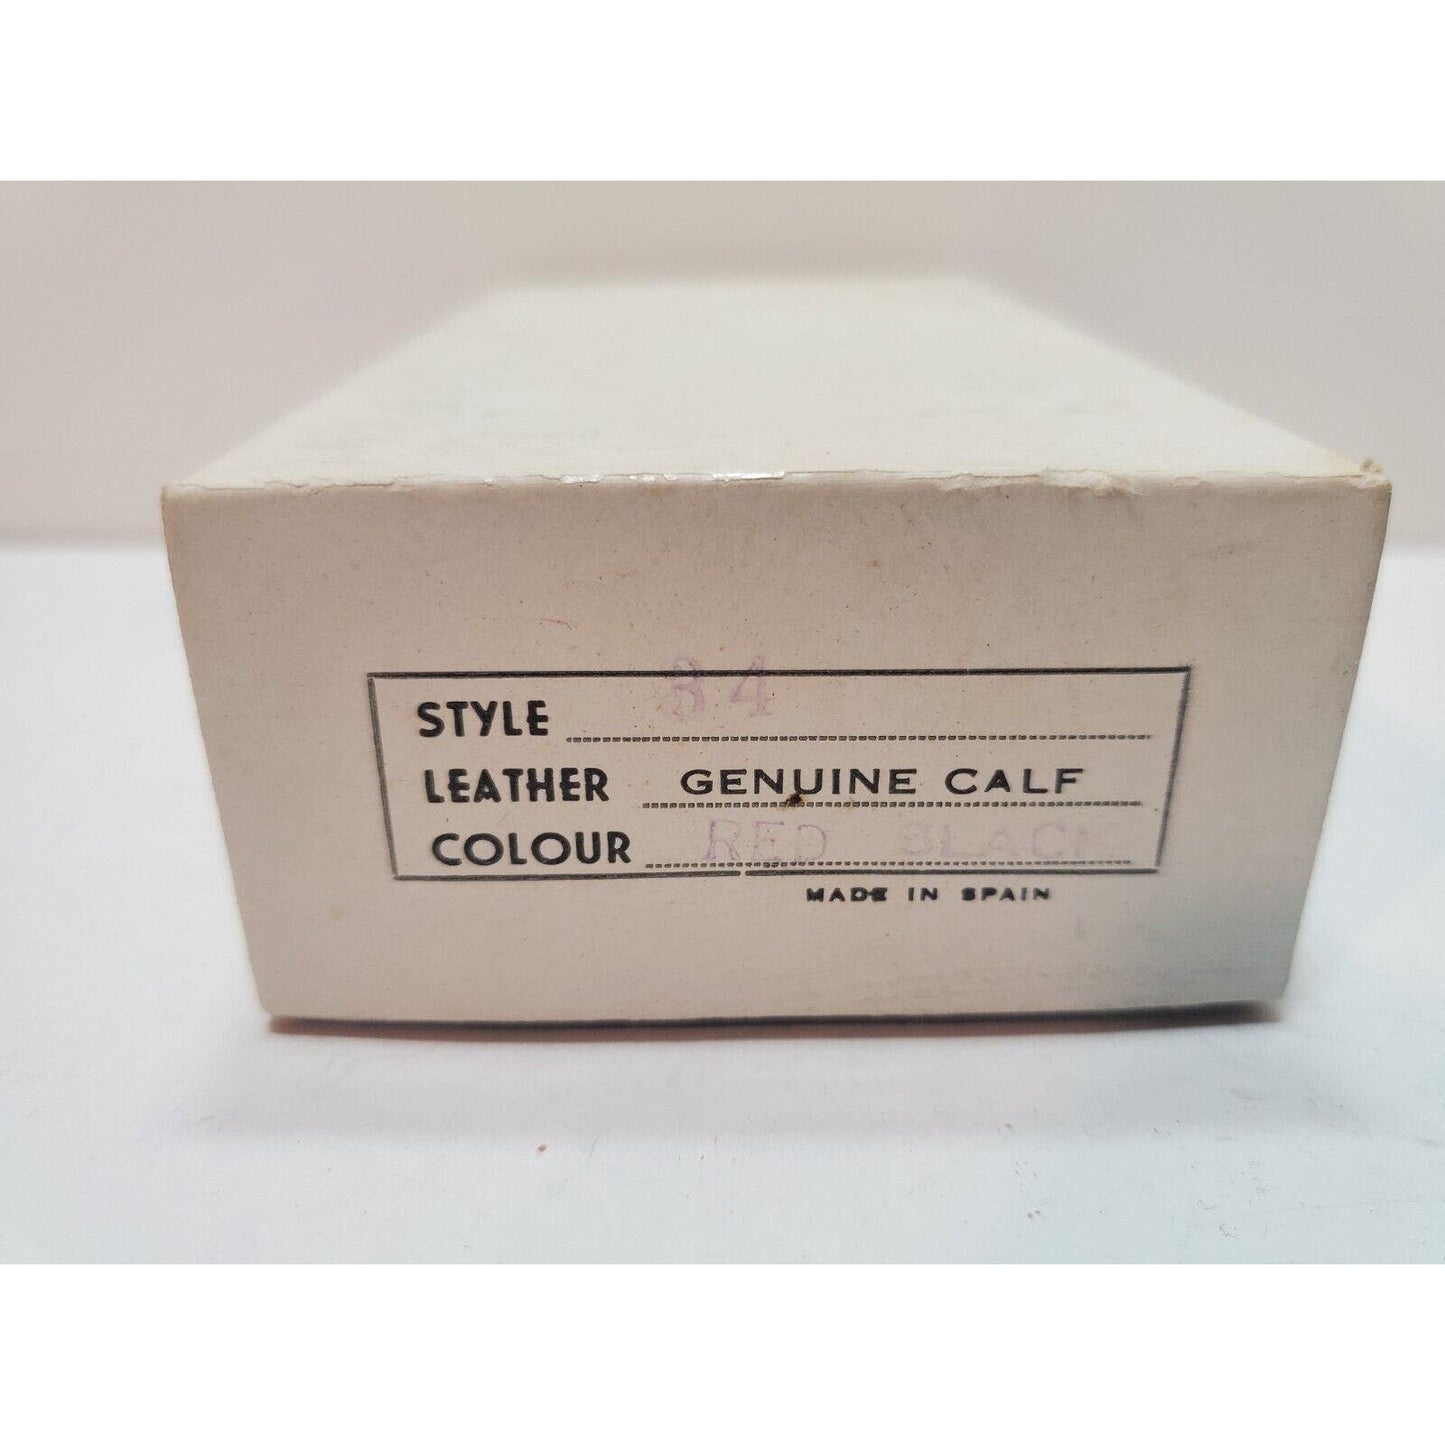 STYLE 84
LEATHER GENUINE CALF
COLOUR RED BLACK
MADE IN SPAIN